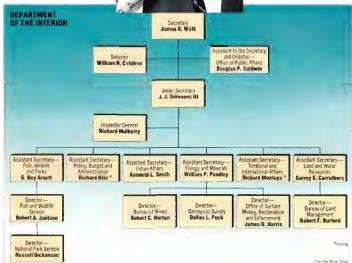 DEPARTMENT
OF THE INTERIOR
Secretary
James G. Watt
Solicitor
William H. Coldiron
Assistant to the Secretary
and Director—
Office of Public Affairs
Douglas P. Baldwin
Under Secretary
J. J. Simmons III
Inspector General
Richard Mulberry
Assistant Secretary—
Fish, Wildlife
and Parks
G. Ray Arnett
Assistant Secretary—
Policy, Budget and
Administration
Richard Hite *
Assistant Secretary—
Indian Affairs
Kenneth L. Smith
Assistant Secretary—
Energy and Minerals
William P. Pendley
Assistant Secretary—
Territorial and
International Affairs
Richard Montoya *
Assistant Secretary—
Land and Water
Resources
Garrey E. Carruthers
Director—
Fish and Wildlife
Service
Robert A. Jantzen
Director—
Bureau of Mines
Robert C. Horton
Director—
Geological Survey
Dallas L. Peck
Director—
Office of Surface
Mining, Reclamation
and Enforcement
James R. Harris
Director—
Bureau of Land
Management
Robert F. Burford
Director—
National Park Service
Russell Dickenson
*Acting